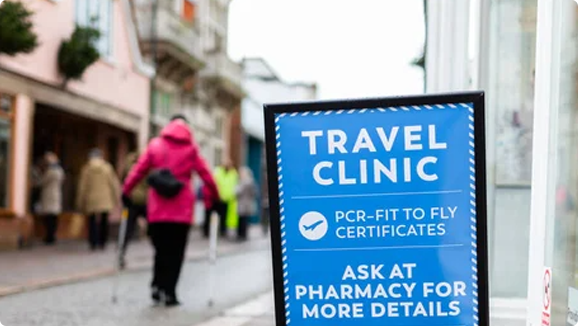 TRAVEL
CLINIC
PCR-FIT TO FLY
CERTIFICATES
ASK AT
PHARMACY FOR
MORE DETAILS